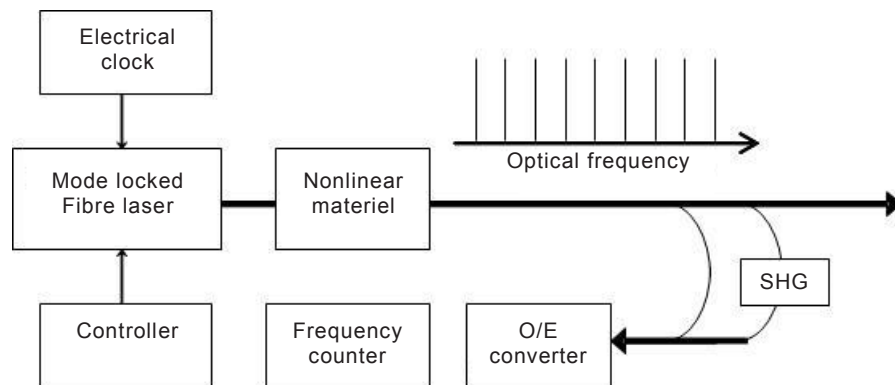 Electrical
clock
Mode locked
Fibre laser
Nonlinear
materiel
Optical frequency
SHG
Controller
Frequency
counter
O/E
converter